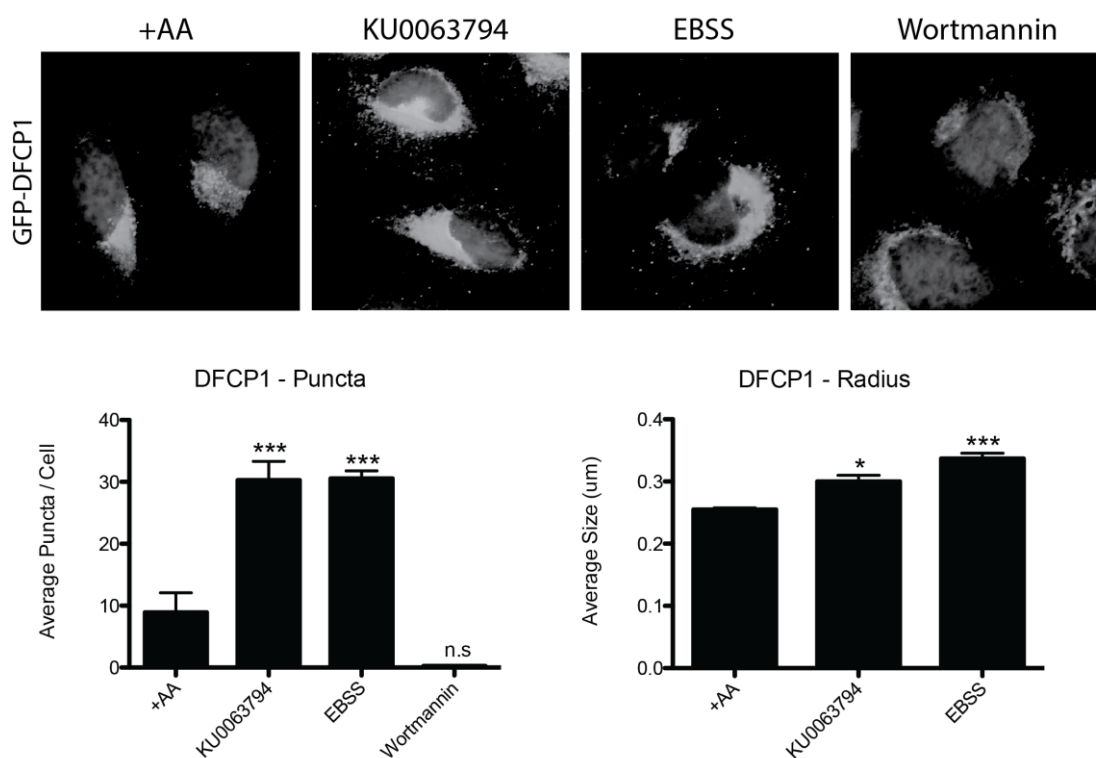 +AA KU0063794 EBSS Wortmannin
GFP-DFCP1
DFCP1 - Puncta
Average Puncta / Cell
40
30
20
10
0
***
***
n.s
+AA
KU0063794
EBSS
Wortmannin
DFCP1 - Radius
Average Size (um)
0.4
0.3
0.2
0.1
0.0
*
***
+AA
KU0063794
EBSS